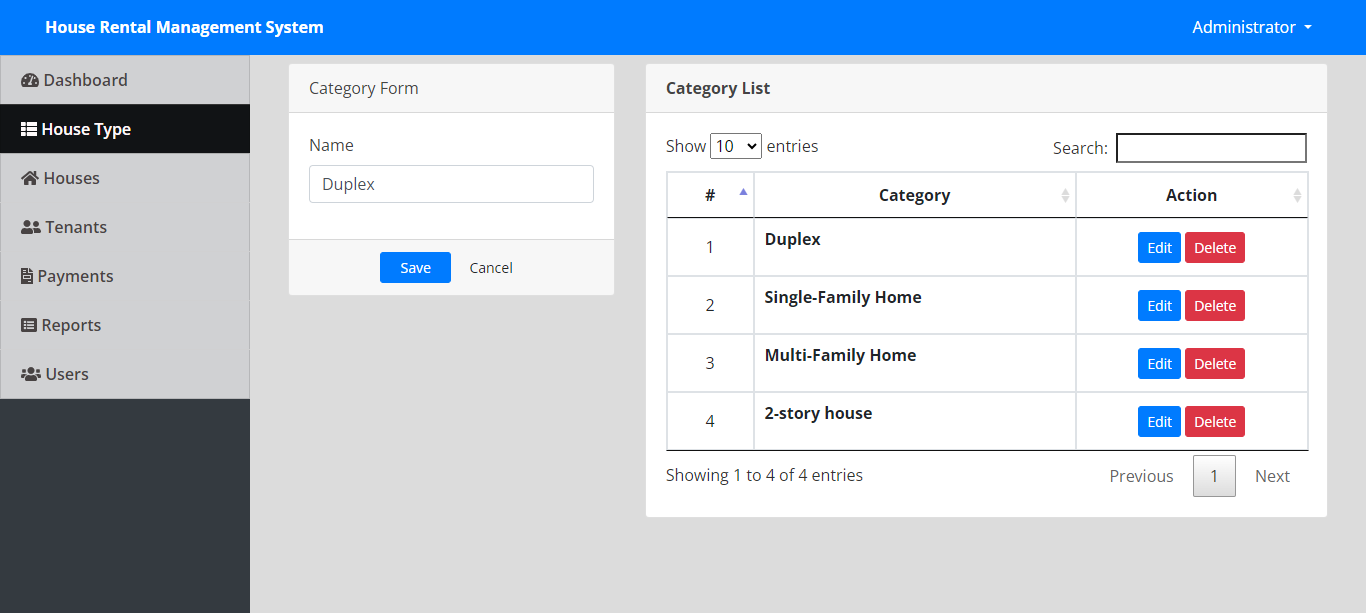 House Rental Management System
Administrator
Dashboard
House Type
Houses
Tenants
Payments
Reports
Users
Category Form
Name
Duplex
Save Cancel
Category List
Show 10 entries
Search:
# Category Action
1 Duplex Edit Delete
2 Single-Family Home Edit Delete
3 Multi-Family Home Edit Delete
4 2-story house Edit Delete
Showing 1 to 4 of 4 entries
Previous 1 Next